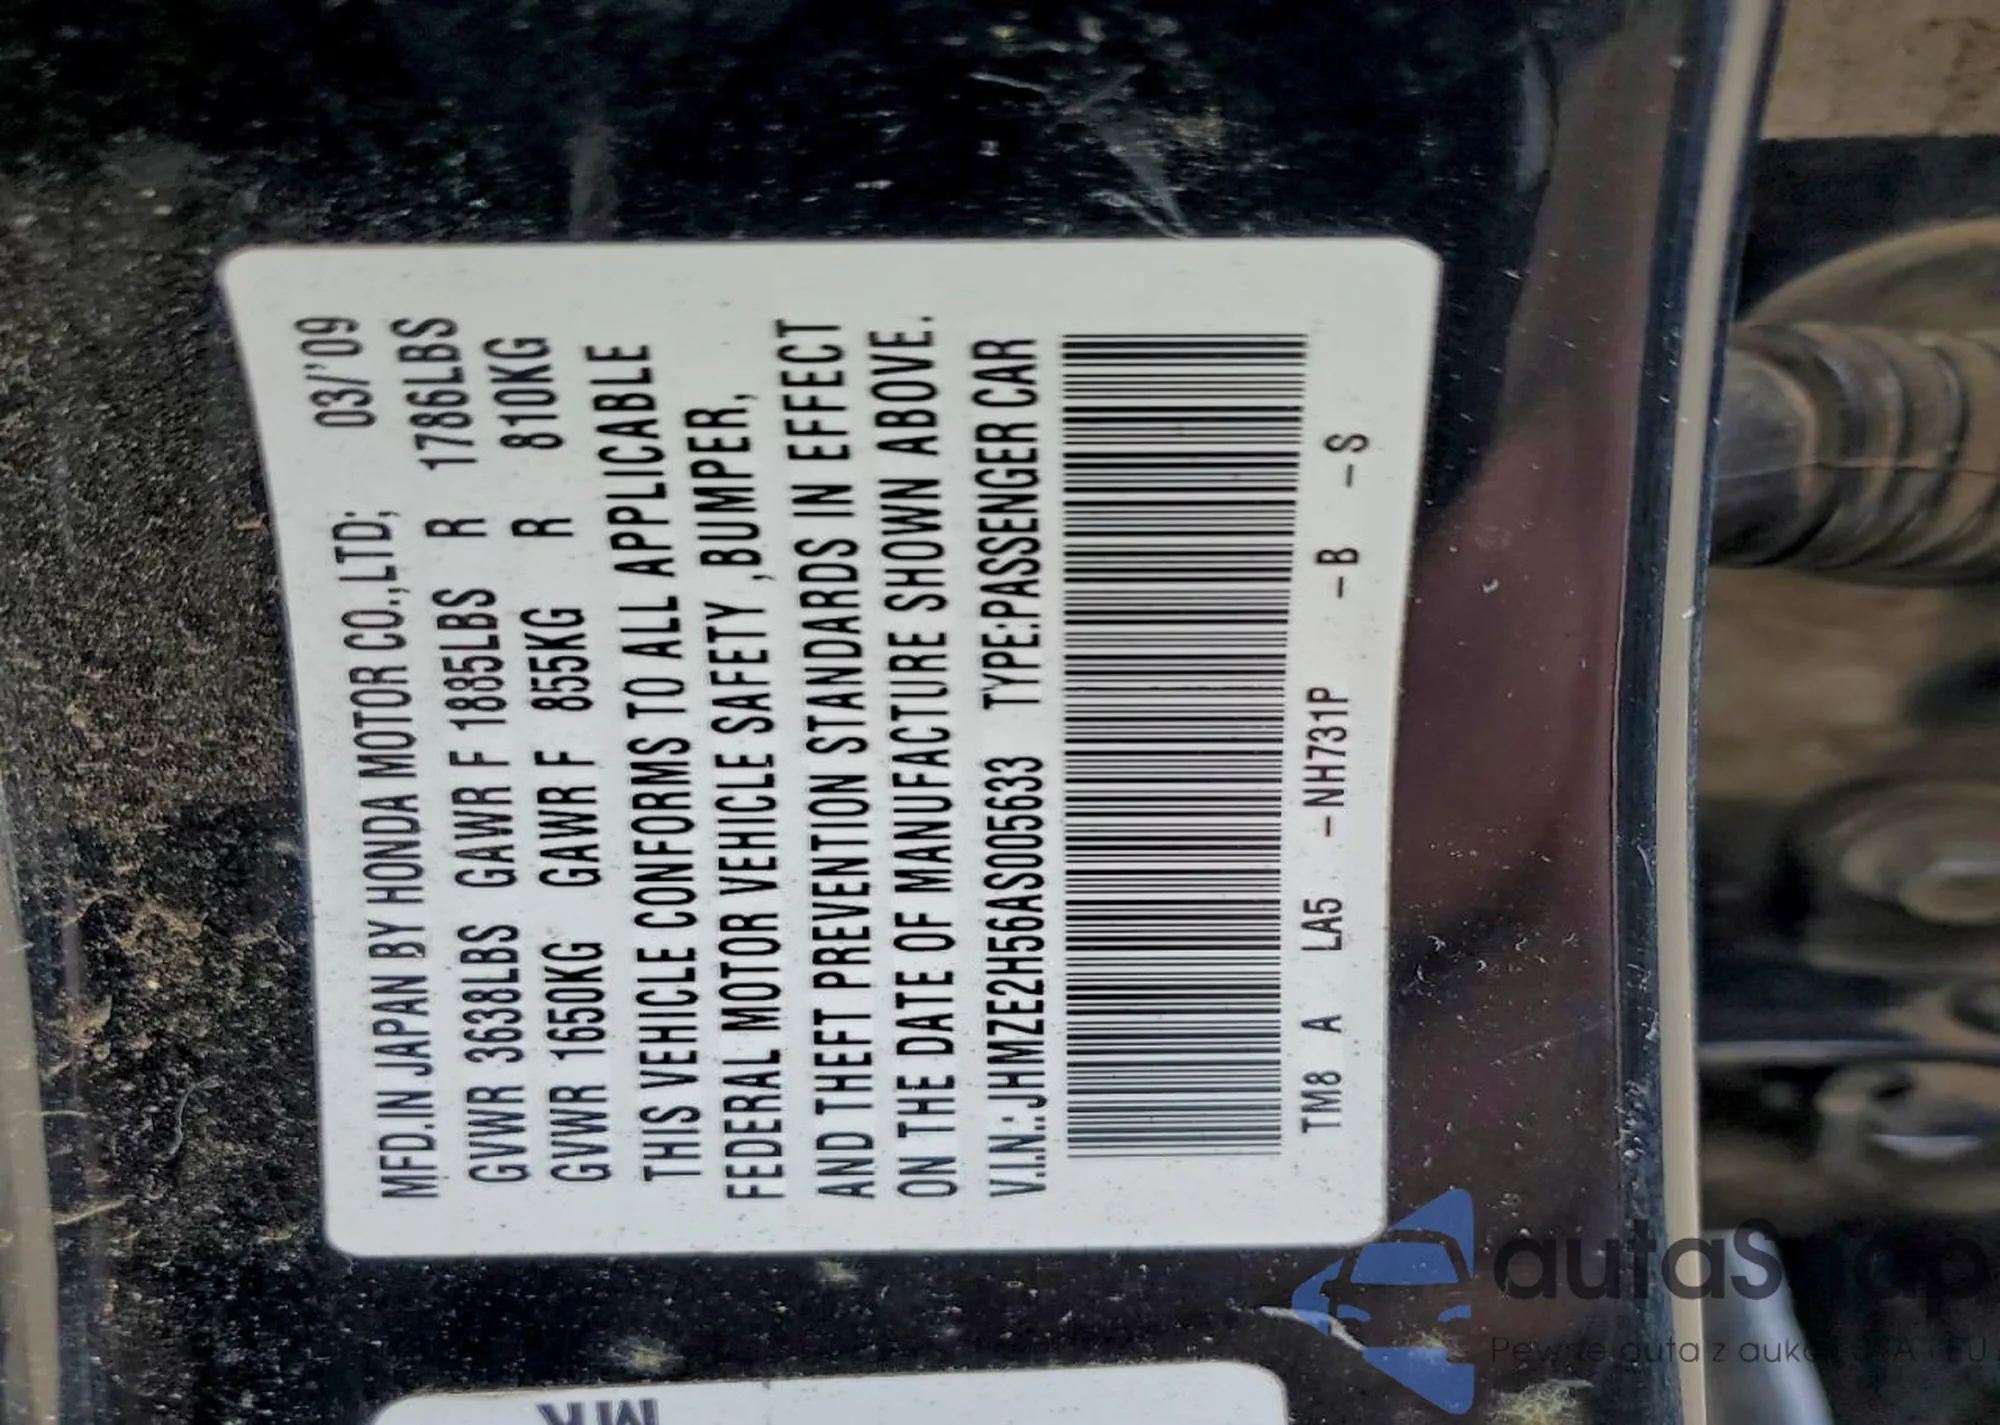 MFD.IN JAPAN BY HONDA MOTOR CO.,LTD; 03/'09
GVWR 3638LBS GAWR F 1885LBS R 1786LBS
GVWR 1650KG GAWR F 855KG R 810KG
THIS VEHICLE CONFORMS TO ALL APPLICABLE
FEDERAL MOTOR VEHICLE SAFETY ,BUMPER,
AND THEFT PREVENTION STANDARDS IN EFFECT
ON THE DATE OF MANUFACTURE SHOWN ABOVE.
V.I.N.: JHMZE2H56AS005633 TYPE:PASSENGER CAR
TM8 A LA5 –NH731P –B –S
autaSnap
auta z